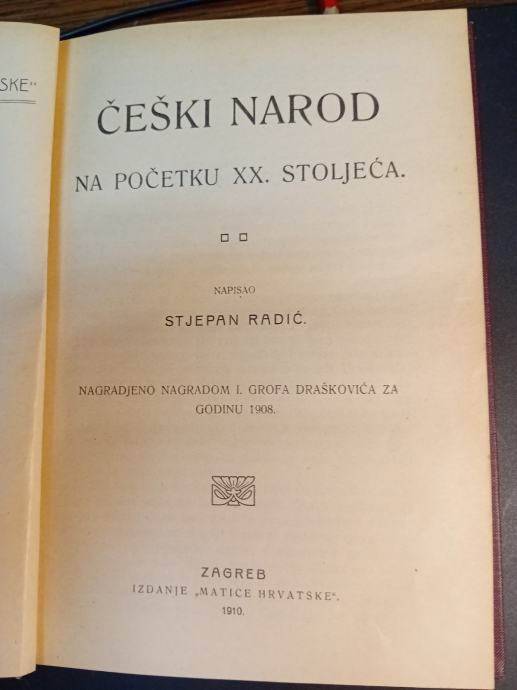 SKE"
ČEŠKI NAROD
NA POČETKU XX. STOLJEĆA.
NAPISAO
STJEPAN RADIĆ.
NAGRADJENO NAGRADOM I. GROFA DRAŠKOVIĆA ZA
GODINU 1908.
ZAGREB
IZDANJE „MATICE HRVATSKE".
1910.